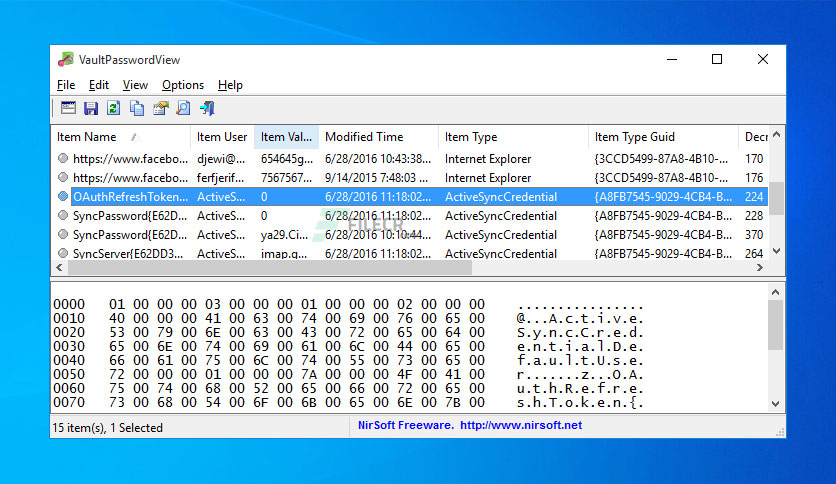 VaultPasswordView
File Edit View Options Help
Item Name / Item User Item Val... Modified Time Item Type Item Type Guid Decr
https://www.facebo... djewi@... 654645g... 6/28/2016 10:43:38... Internet Explorer {3CCD5499-87A8-4B10-... 170
https://www.facebo... ferfjerif... 7567567... 9/14/2015 7:48:03 ... Internet Explorer {3CCD5499-87A8-4B10-... 176
OAuthRefreshToken... ActiveS... 0 6/28/2016 11:18:02... ActiveSyncCredential {A8FB7545-9029-4CB4-B... 224
SyncPassword{E62D... ActiveS... 0 6/28/2016 11:18:02... ActiveSyncCredential {A8FB7545-9029-4CB4-B... 228
SyncPassword{E62D... ActiveS... ya29.Ci... 6/28/2016 10:10:44... ActiveSyncCredential {A8FB7545-9029-4CB4-B... 370
SyncServer{E62DD3... ActiveS... imap.g... 6/28/2016 11:18:02... ActiveSyncCredential {A8FB7545-9029-4CB4-B... 264
FILECR
0000 01 00 00 00 03 00 00 00 01 00 00 00 02 00 00 00 ................
0010 40 00 00 00 41 00 63 00 74 00 69 00 76 00 65 00 @...A.c.t.i.v.e.
0020 53 00 79 00 6E 00 63 00 43 00 72 00 65 00 64 00 S.y.n.c.C.r.e.d.
0030 65 00 6E 00 74 00 69 00 61 00 6C 00 44 00 65 00 e.n.t.i.a.l.D.e.
0040 66 00 61 00 75 00 6C 00 74 00 55 00 73 00 65 00 f.a.u.l.t.U.s.e.
0050 72 00 00 00 01 00 00 00 7A 00 00 00 4F 00 41 00 r.......z...O.A.
0060 75 00 74 00 68 00 52 00 65 00 66 00 72 00 65 00 u.t.h.R.e.f.r.e.
0070 73 00 68 00 54 00 6F 00 6B 00 65 00 6E 00 7B 00 s.h.T.o.k.e.n.{.
15 item(s), 1 Selected NirSoft Freeware. http://www.nirsoft.net